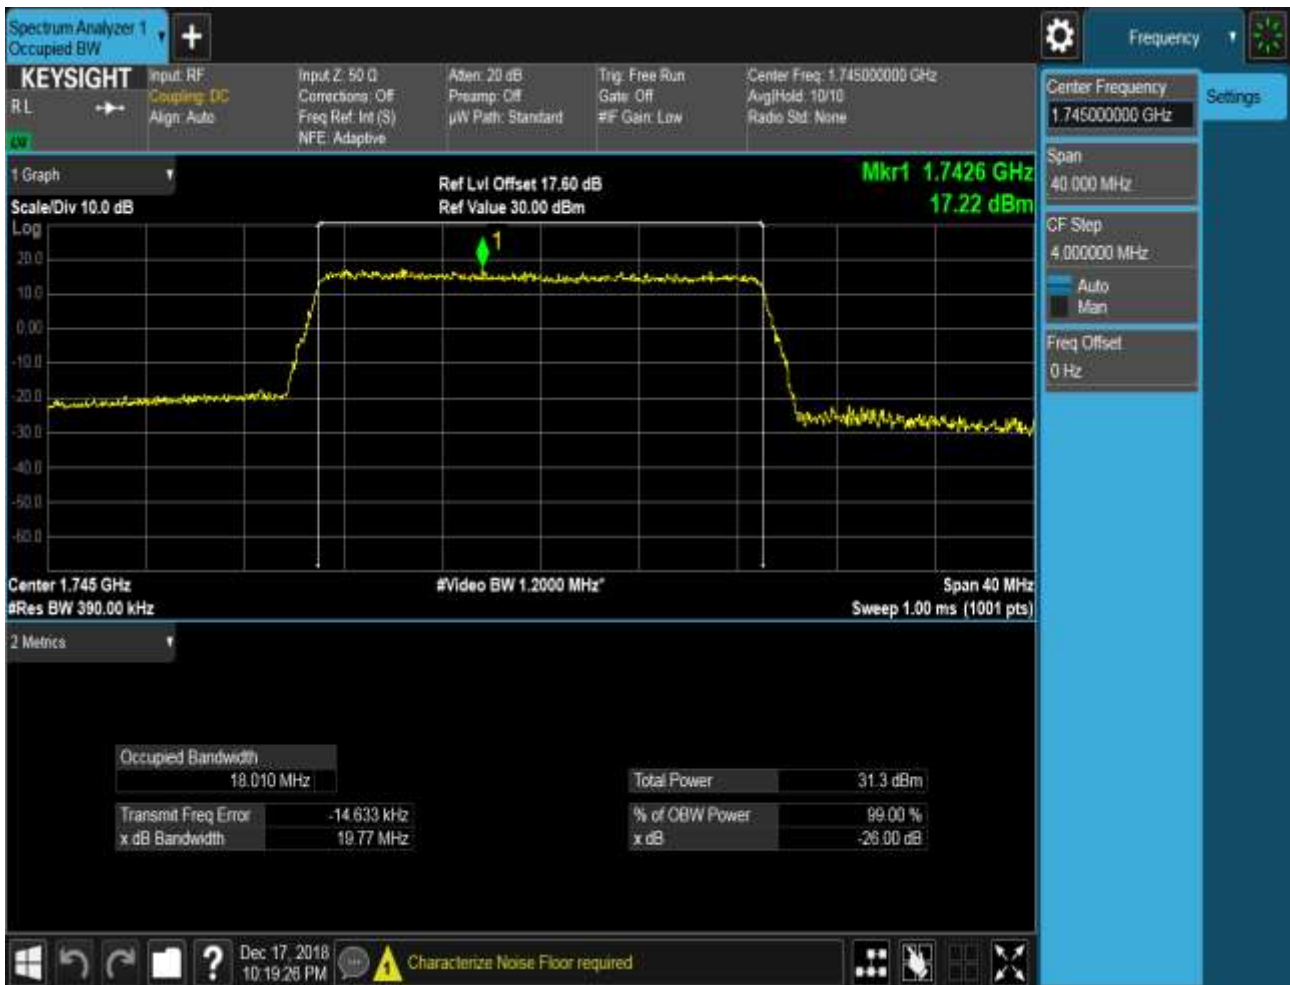 Spectrum Analyzer 1
Occupied BW
Frequency
KEYSIGHT
R L
Input: RF
Coupling: DC
Align: Auto
Input Z: 50 Ω
Corrections: Off
Freq Ref: Int (S)
NFE: Adaptive
Atten: 20 dB
Preamp: Off
µW Path: Standard
Trig: Free Run
Gate: Off
#IF Gain: Low
Center Freq: 1.745000000 GHz
Avg|Hold: 10/10
Radio Std: None
Center Frequency
1.745000000 GHz
Settings
Span
40.000 MHz
CF Step
4.000000 MHz
Auto
Man
Freq Offset
0 Hz
1 Graph
Scale/Div 10.0 dB
Ref Lvl Offset 17.60 dB
Ref Value 30.00 dBm
Mkr1 1.7426 GHz
17.22 dBm
Log
1
20.0
10.0
0.00
-10.0
-20.0
-30.0
-40.0
-50.0
-60.0
Center 1.745 GHz
#Video BW 1.2000 MHz*
Span 40 MHz
#Res BW 390.00 kHz
Sweep 1.00 ms (1001 pts)
2 Metrics
Occupied Bandwidth
18.010 MHz
Total Power 31.3 dBm
Transmit Freq Error -14.633 kHz
% of OBW Power 99.00 %
x dB Bandwidth 19.77 MHz
x dB -26.00 dB
Dec 17, 2018
10:19:26 PM
1
Characterize Noise Floor required